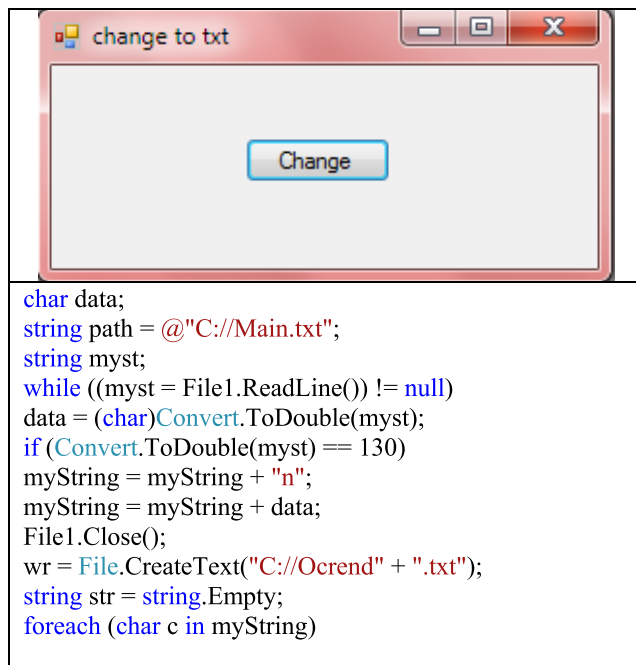 change to txt
Change
char data;
string path = @"C://Main.txt";
string myst;
while ((myst = File1.ReadLine()) != null)
data = (char)Convert.ToDouble(myst);
if (Convert.ToDouble(myst) == 130)
myString = myString + "n";
myString = myString + data;
File1.Close();
wr = File.CreateText("C://Ocrend" + ".txt");
string str = string.Empty;
foreach (char c in myString)